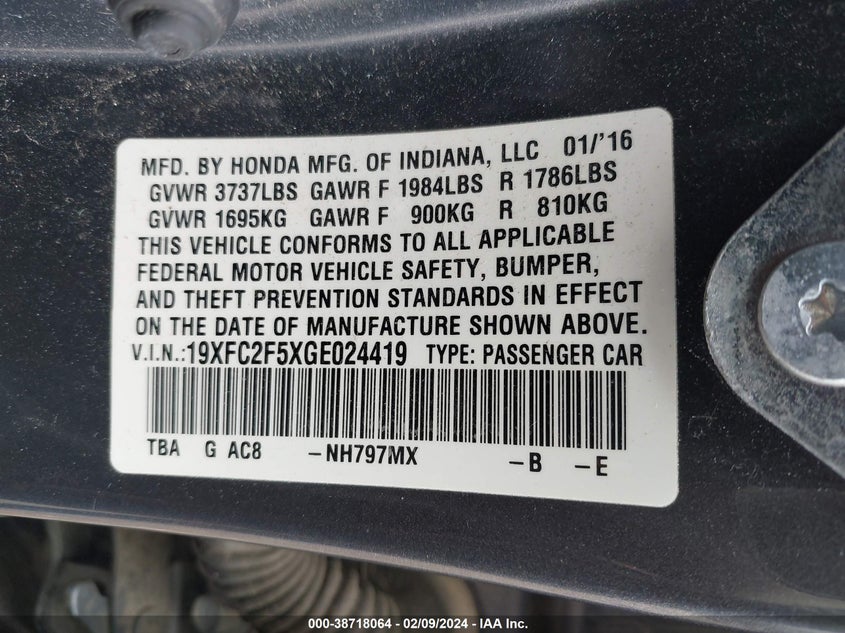 MFD. BY HONDA MFG. OF INDIANA, LLC 01/'16
GVWR 3737LBS GAWR F 1984LBS R 1786LBS
GVWR 1695KG GAWR F 900KG R 810KG
THIS VEHICLE CONFORMS TO ALL APPLICABLE
FEDERAL MOTOR VEHICLE SAFETY, BUMPER,
AND THEFT PREVENTION STANDARDS IN EFFECT
ON THE DATE OF MANUFACTURE SHOWN ABOVE.
V.I.N.:19XFC2F5XGE024419 TYPE: PASSENGER CAR
TBA G AC8 -NH797MX -B -E
000-38718064 - 02/09/2024 - IAA Inc.